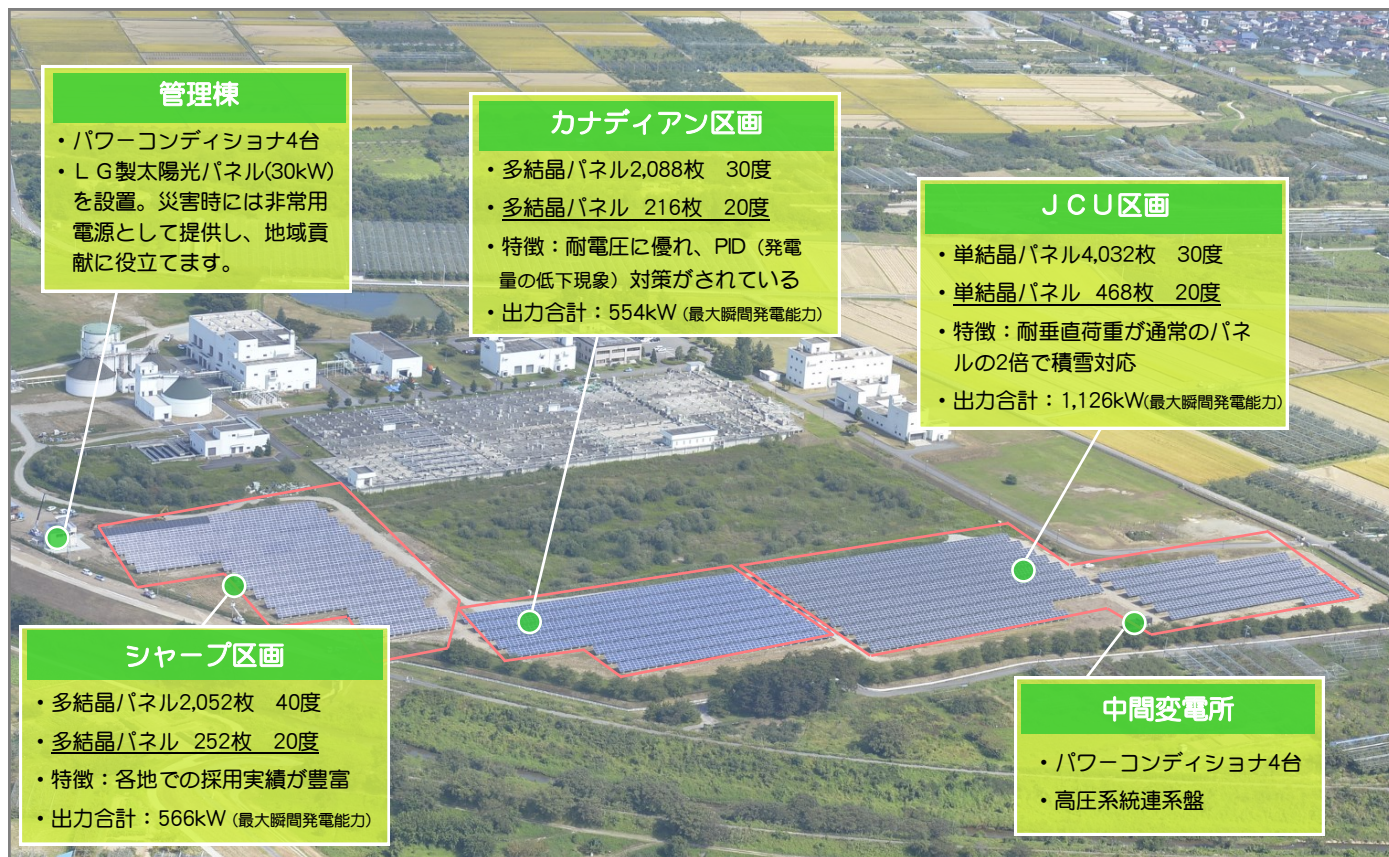 管理棟
・パワーコンディショナ4台
・ＬＧ製太陽光パネル(30kW)
を設置。災害時には非常用
電源として提供し、地域貢
献に役立てます。
カナディアン区画
・多結晶パネル2,088枚　30度
・多結晶パネル 216枚　20度
・特徴：耐電圧に優れ、PID（発電
量の低下現象）対策がされている
・出力合計：554kW（最大瞬間発電能力）
ＪＣＵ区画
・単結晶パネル4,032枚　30度
・単結晶パネル 468枚　20度
・特徴：耐垂直荷重が通常のパネ
ルの2倍で積雪対応
・出力合計：1,126kW(最大瞬間発電能力)
シャープ区画
・多結晶パネル2,052枚　40度
・多結晶パネル 252枚　20度
・特徴：各地での採用実績が豊富
・出力合計：566kW（最大瞬間発電能力）
中間変電所
・パワーコンディショナ4台
・高圧系統連系盤